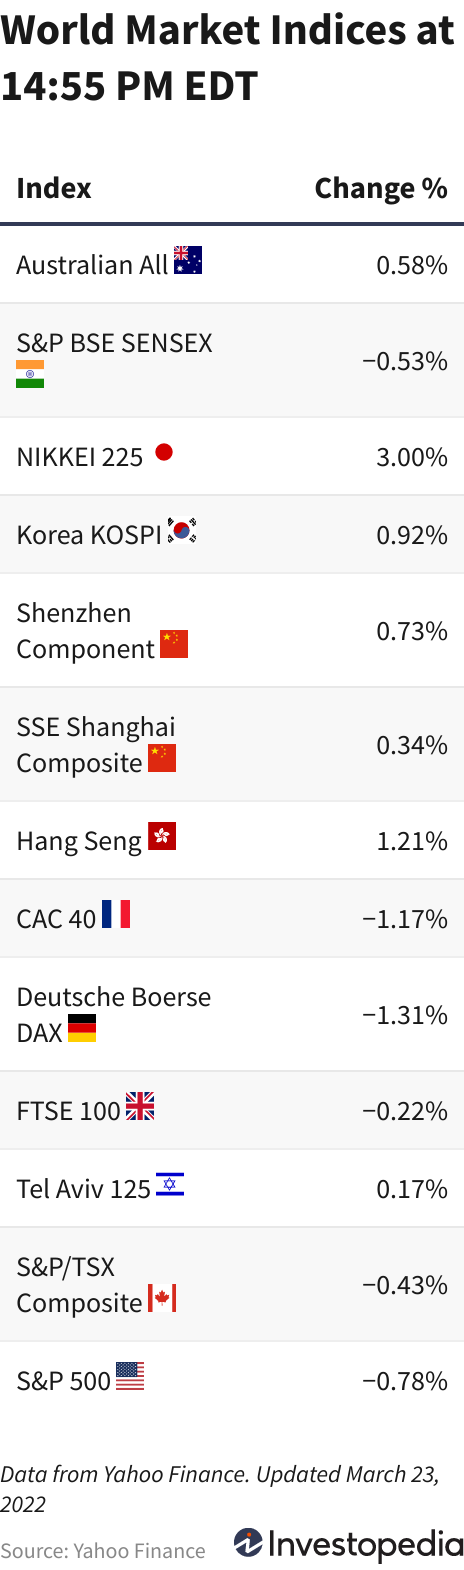 World Market Indices at
14:55 PM EDT
Index Change %
Australian All 0.58%
S&P BSE SENSEX
−0.53%
NIKKEI 225 3.00%
Korea KOSPI 0.92%
Shenzhen
Component
0.73%
SSE Shanghai
Composite
0.34%
Hang Seng 1.21%
CAC 40 −1.17%
Deutsche Boerse
DAX
−1.31%
FTSE 100 −0.22%
Tel Aviv 125 0.17%
S&P/TSX
Composite
−0.43%
S&P 500 −0.78%
Data from Yahoo Finance. Updated March 23,
2022
Source: Yahoo Finance Investopedia